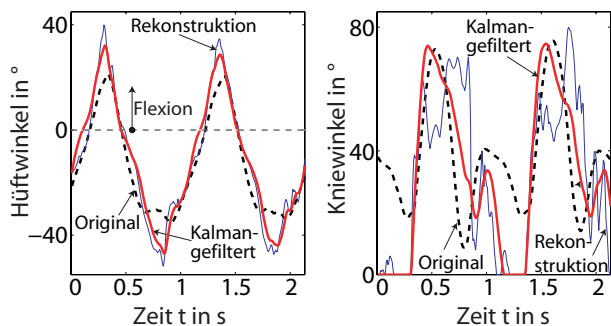 Hüftwinkel in °
40
0
−40
Rekonstruktion
Flexion
Original
Kalman-
gefiltert
0
0.5
1
1.5
2
Zeit t in s
Kniewinkel in °
80
40
0
Kalman-
gefiltert
Original
Rekon-
struktion
0
0.5
1
1.5
2
Zeit t in s